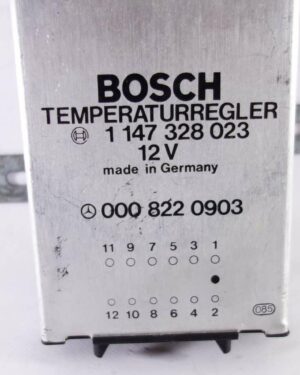 BOSCH
TEMPERATURREGLER
1 147 328 023
12 V
made in Germany
000 822 0903
11 9 7 5 3 1
12 10 8 6 4 2
085